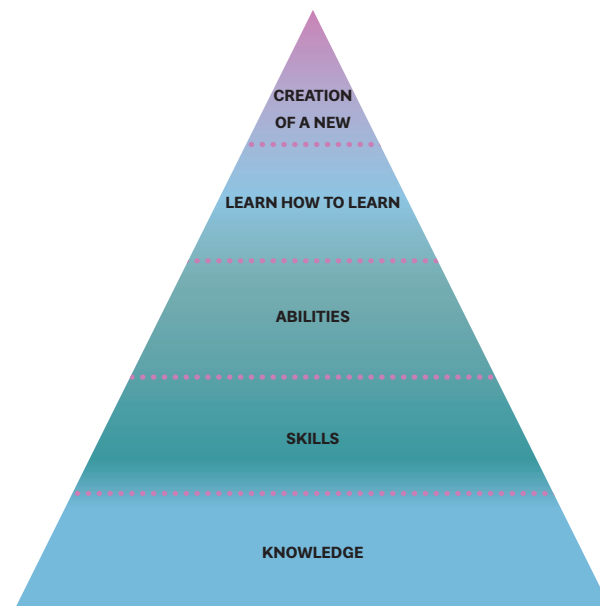 CREATION
OF A NEW
LEARN HOW TO LEARN
ABILITIES
SKILLS
KNOWLEDGE